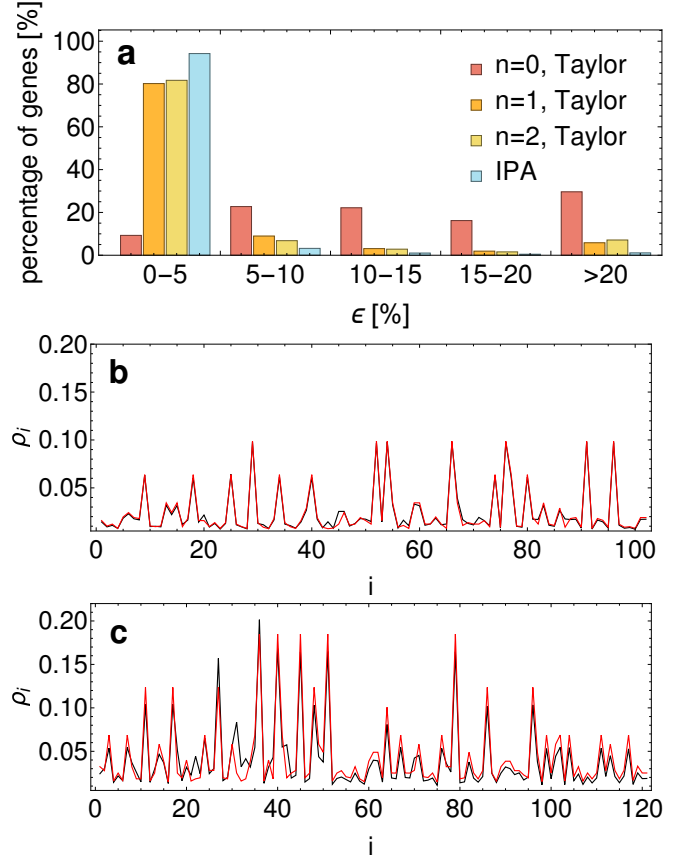 a
percentage of genes [%]
100
80
60
40
20
0
n=0, Taylor
n=1, Taylor
n=2, Taylor
IPA
0−5 5−10 10−15 15−20 >20
ϵ [%]
b
ρi
0.20
0.15
0.10
0.05
0 20 40 60 80 100
i
c
ρi
0.20
0.15
0.10
0.05
0 20 40 60 80 100 120
i